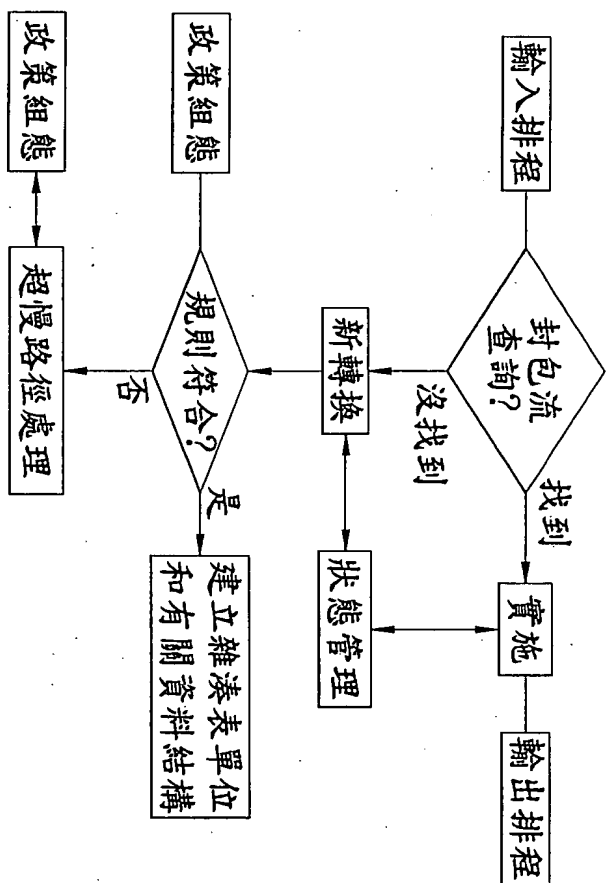 輸入排程
封包流
查詢?
找到
實施
輸出排程
沒找到
新轉換
狀態管理
政策組態
規則符合?
是
建立雜湊表單位
和有關資料結構
否
政策組態
超慢路徑處理